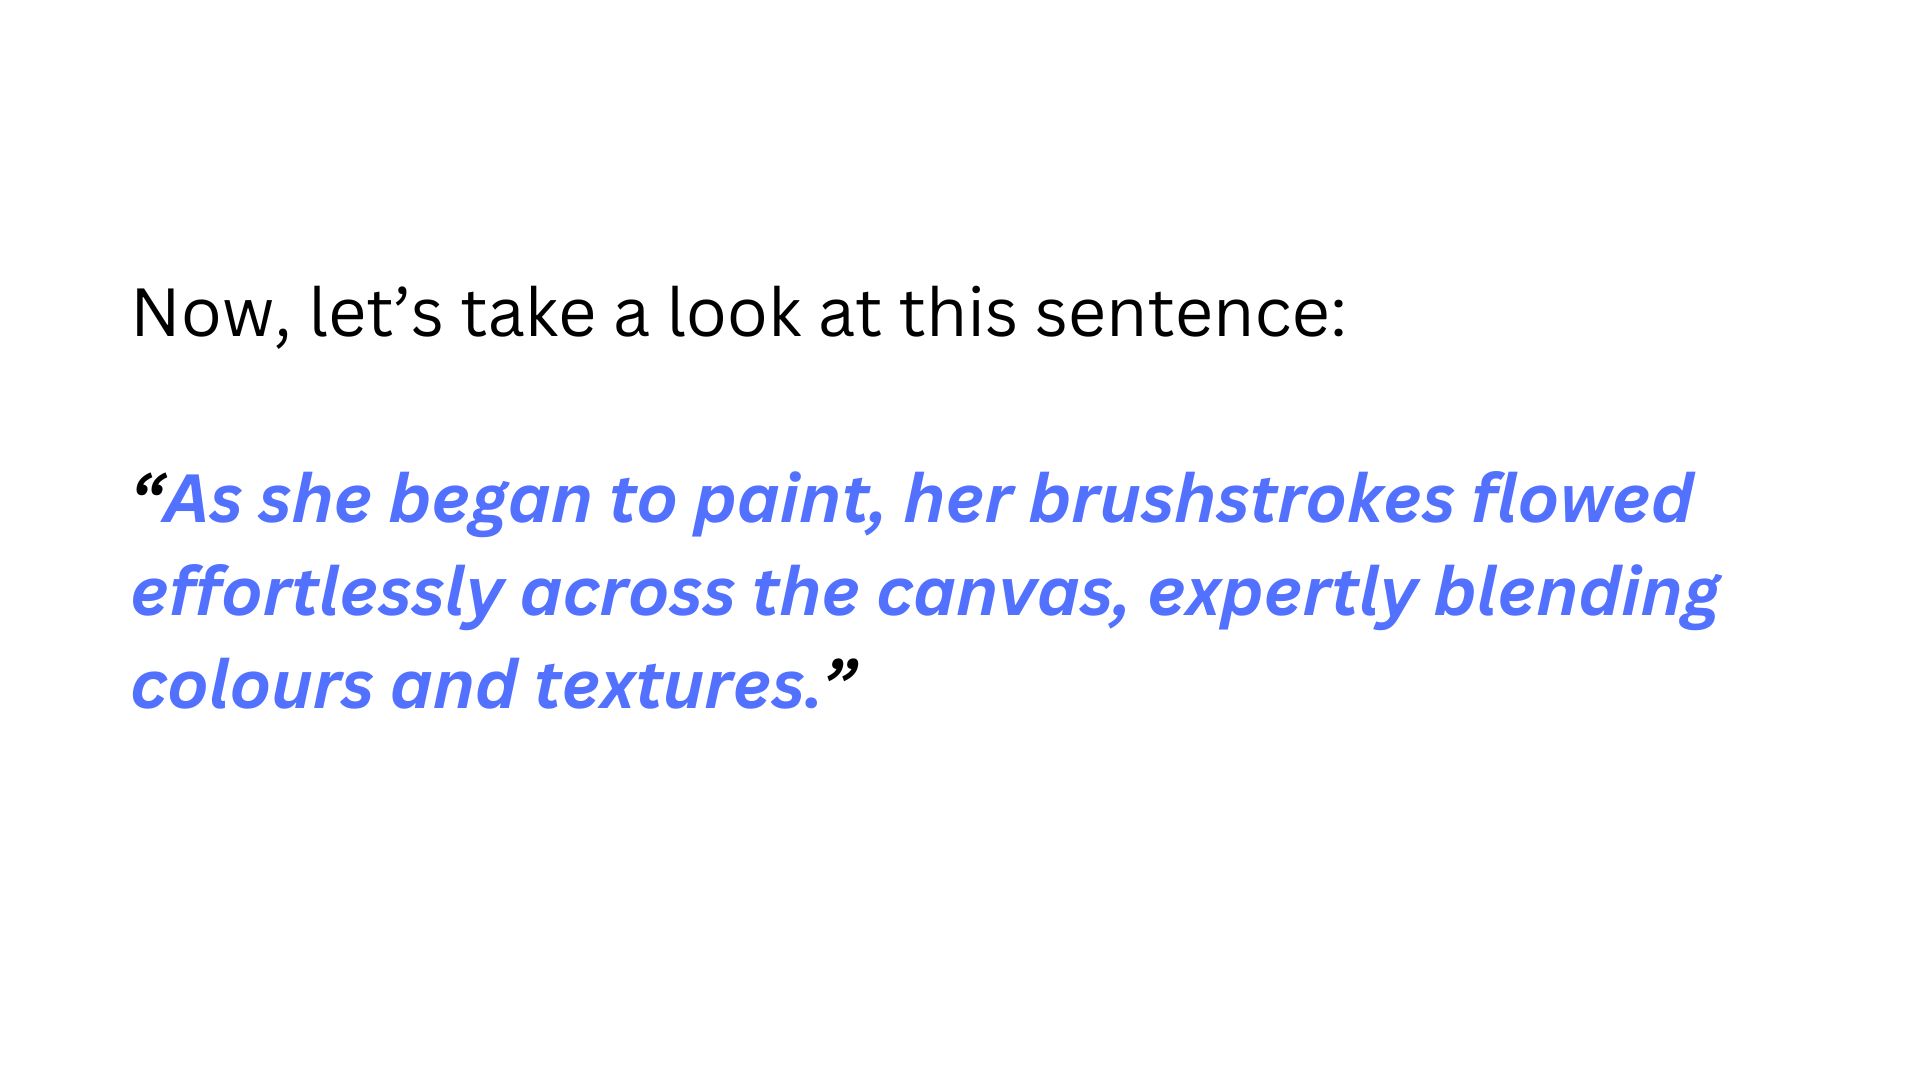 Now, let’s take a look at this sentence:
“As she began to paint, her brushstrokes flowed
effortlessly across the canvas, expertly blending
colours and textures.”